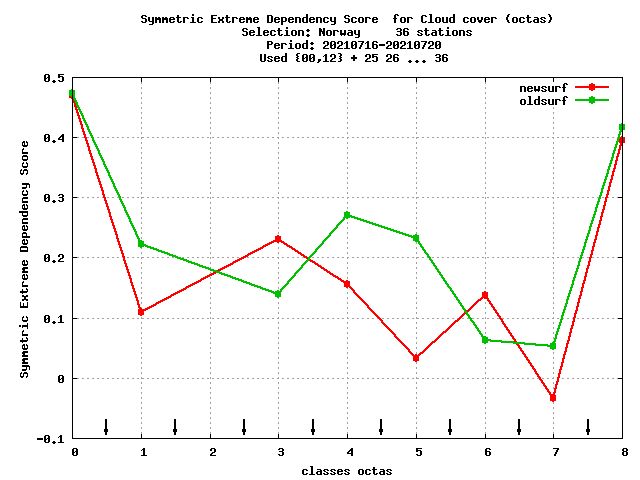 Symmetric Extreme Dependency Score  for Cloud cover (octas)
Selection: Norway     36 stations
Period: 20210716-20210720
Used {00,12} + 25 26 ... 36
newsurf
oldsurf
0.5
0.4
0.3
0.2
0.1
0
-0.1
Symmetric Extreme Dependency Score
0 1 2 3 4 5 6 7 8
classes octas